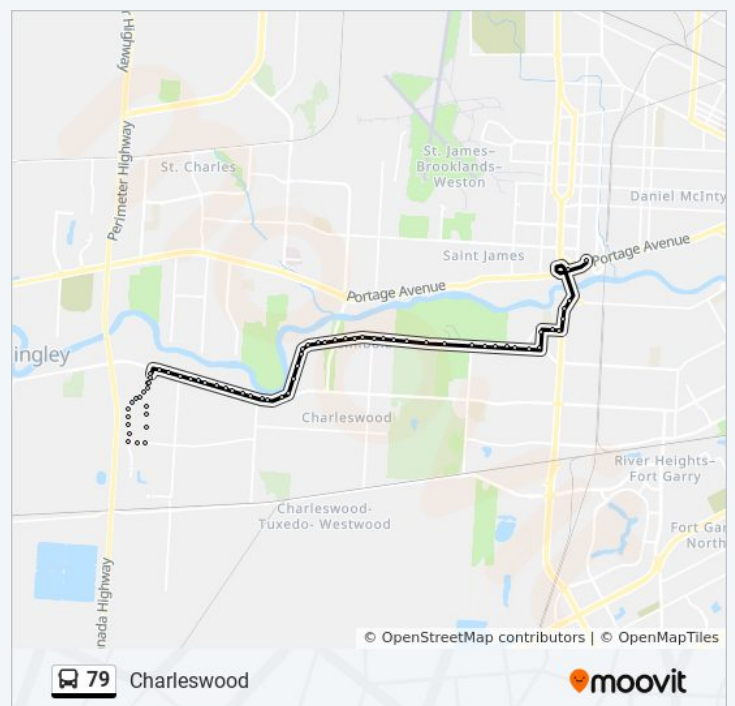 r Highway
Perimeter Highway
St. Charles
St. James–
Brooklands–
Weston
Daniel McInty
Saint James
Portage Avenue
Portage Avenue
ingley
Charleswood
River Heights–
Fort Garry
Charleswood-
Tuxedo- Westwood
Fort Gar
North
nada Highway
© OpenStreetMap contributors | © OpenMapTiles
79 Charleswood
moovit